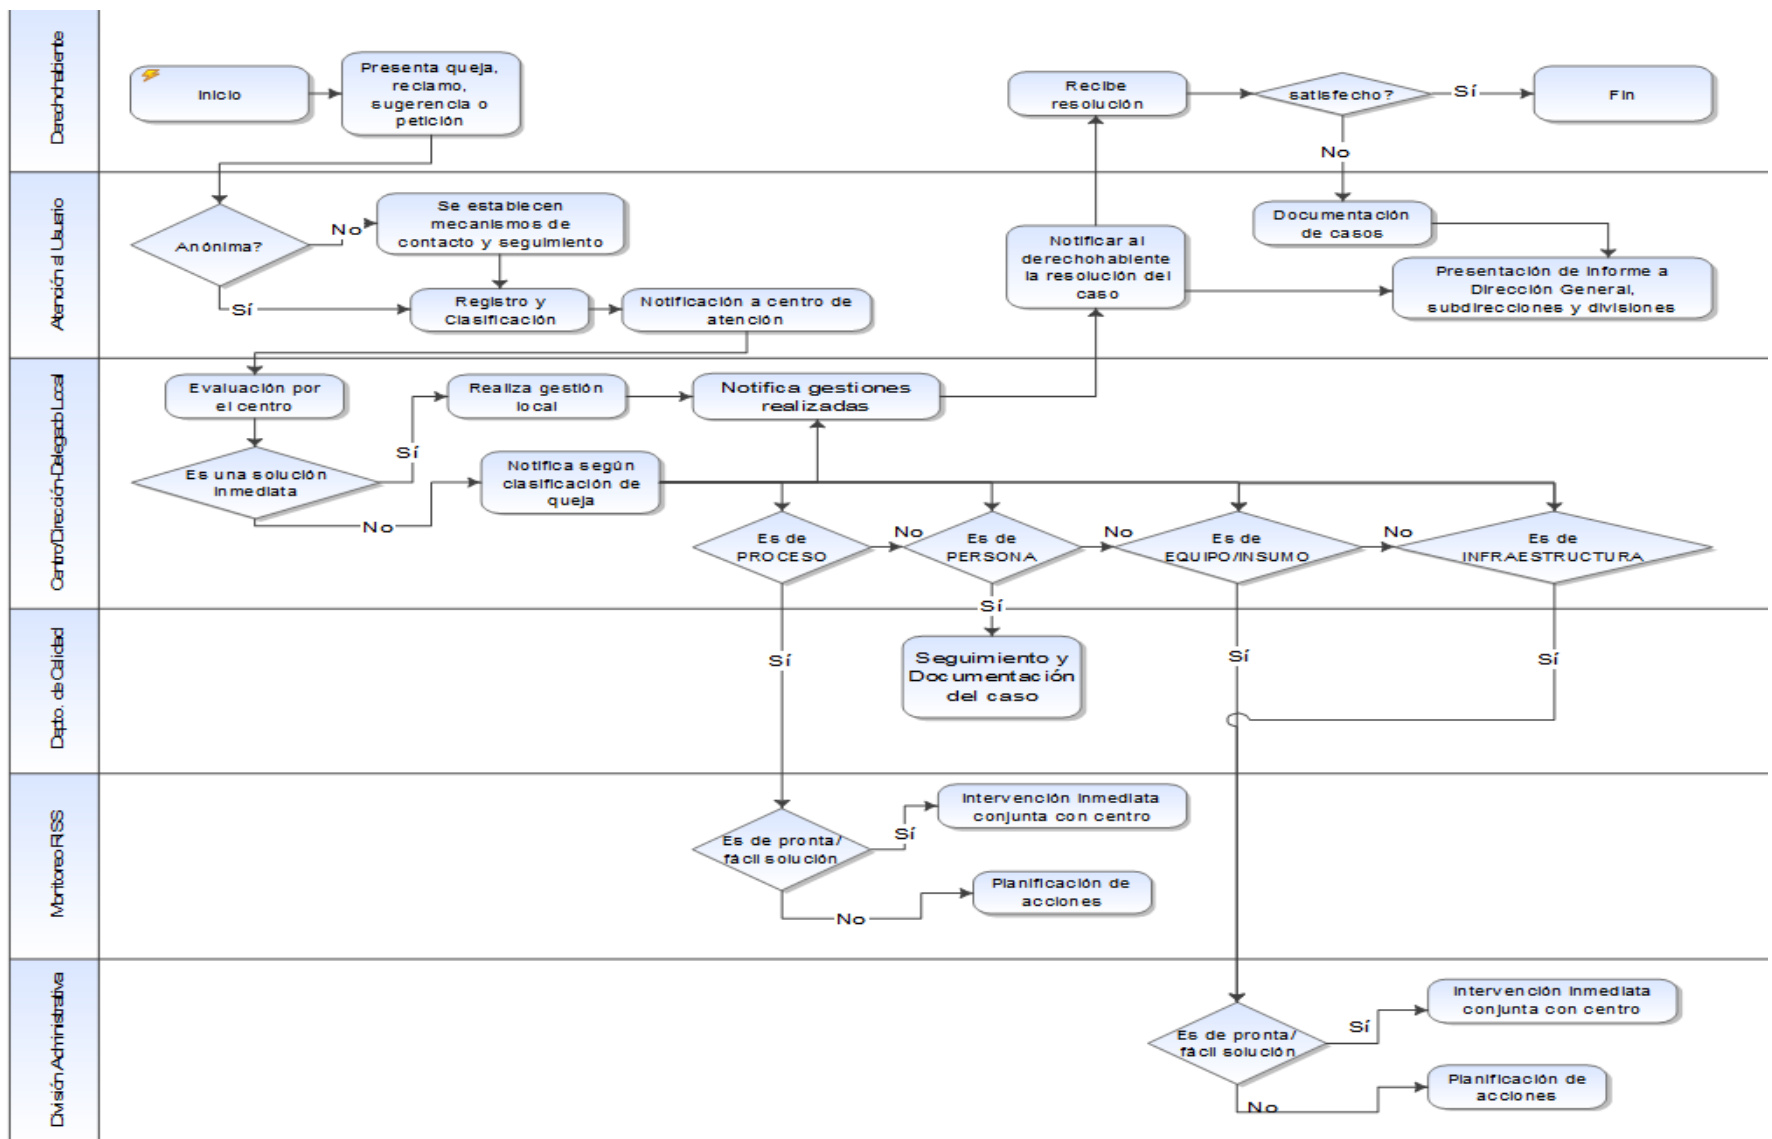 Derechohabiente
Inicio
Presenta queja,
reclamo,
sugerencia o
petición
Recibe
resolución
satisfecho?
Sí
Fin
No
Atención al Usuario
Anónima?
No
Se establecen
mecanismos de
contacto y seguimiento
Sí
Registro y
Clasificación
Notificación a centro de
atención
Notificar al
derechohabiente
la resolución del
caso
Documentación
de casos
Presentación de Informe a
Dirección General,
subdirecciones y divisiones
Centro/Dirección-Delegado Local
Evaluación por
el centro
Es una solución
Inmediata
Sí
Realiza gestión
local
Notifica gestiones
realizadas
No
Notifica según
clasificación de
queja
Es de
PROCESO
No
Es de
PERSONA
No
Es de
EQUIPO/INSUMO
No
Es de
INFRAESTRUCTURA
Depto. de Calidad
Sí
Sí
Sí
Sí
Seguimiento y
Documentación
del caso
Monitoreo RISS
Es de pronta/
fácil solución
Sí
Intervención Inmediata
conjunta con centro
No
Planificación de
acciones
División Administrativa
Es de pronta/
fácil solución
Sí
Intervención Inmediata
conjunta con centro
No
Planificación de
acciones